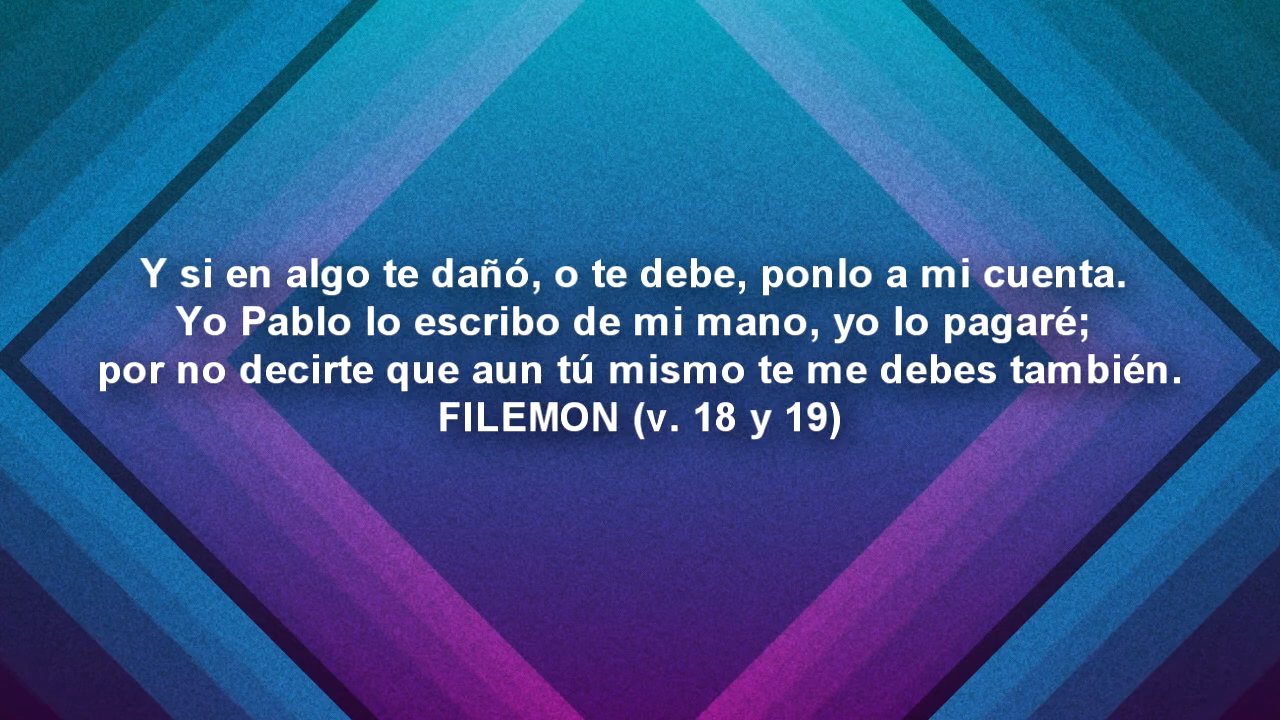 Y si en algo te dañó, o te debe, ponlo a mi cuenta.
Yo Pablo lo escribo de mi mano, yo lo pagaré;
por no decirte que aun tú mismo te me debes también.
FILEMON (v. 18 y 19)